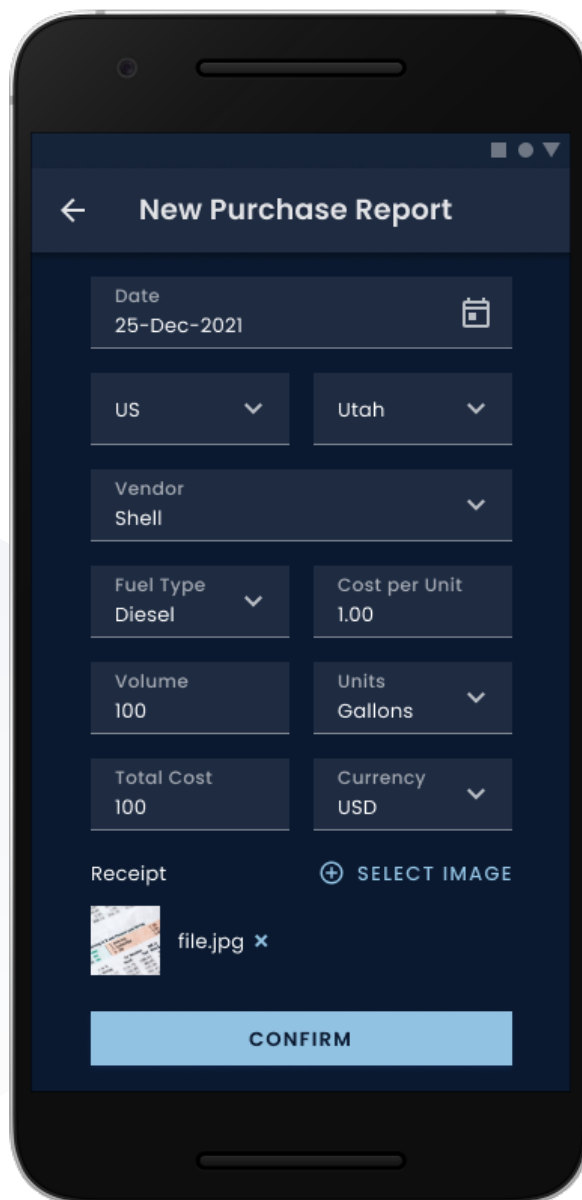 New Purchase Report
Date
25-Dec-2021
US
Utah
Vendor
Shell
Fuel Type
Diesel
Cost per Unit
1.00
Volume
100
Units
Gallons
Total Cost
100
Currency
USD
Receipt
SELECT IMAGE
file.jpg
CONFIRM